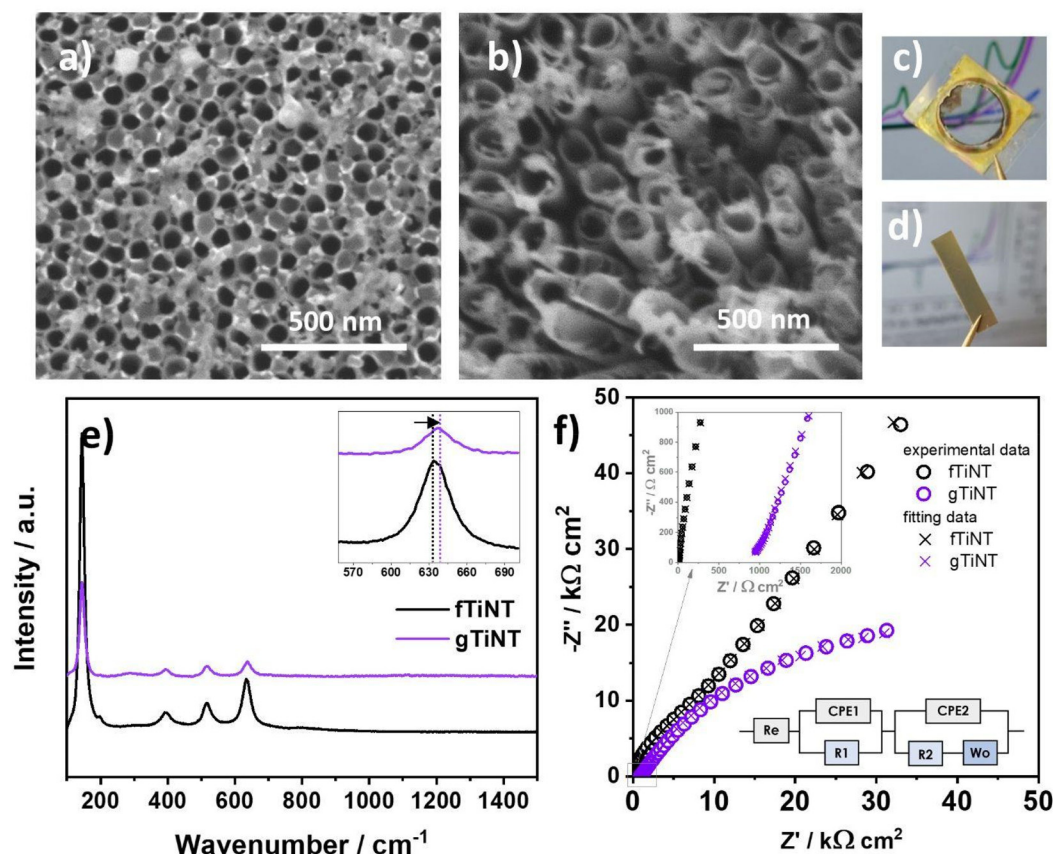 a)
500 nm
b)
500 nm
c)
d)
e)
Intensity / a.u.
570 600 630 660 690
fTiNT
gTiNT
200 400 600 800 1000 1200 1400
Wavenumber / cm-1
f)
-Z'' / kΩ cm2
50
40
30
20
10
0
-Z'' / Ω cm2
1000
800
600
400
200
0
0 500 1000 1500 2000
Z' / Ω cm2
experimental data
fTiNT
gTiNT
fitting data
fTiNT
gTiNT
CPE1 CPE2
Re
R1 R2 Wo
0 10 20 30 40 50
Z' / kΩ cm2